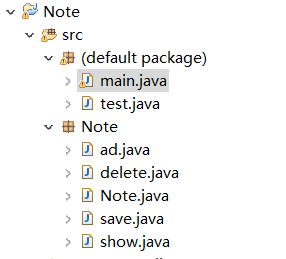 Note
src
(default package)
main.java
test.java
Note
ad.java
delete.java
Note.java
save.java
show.java